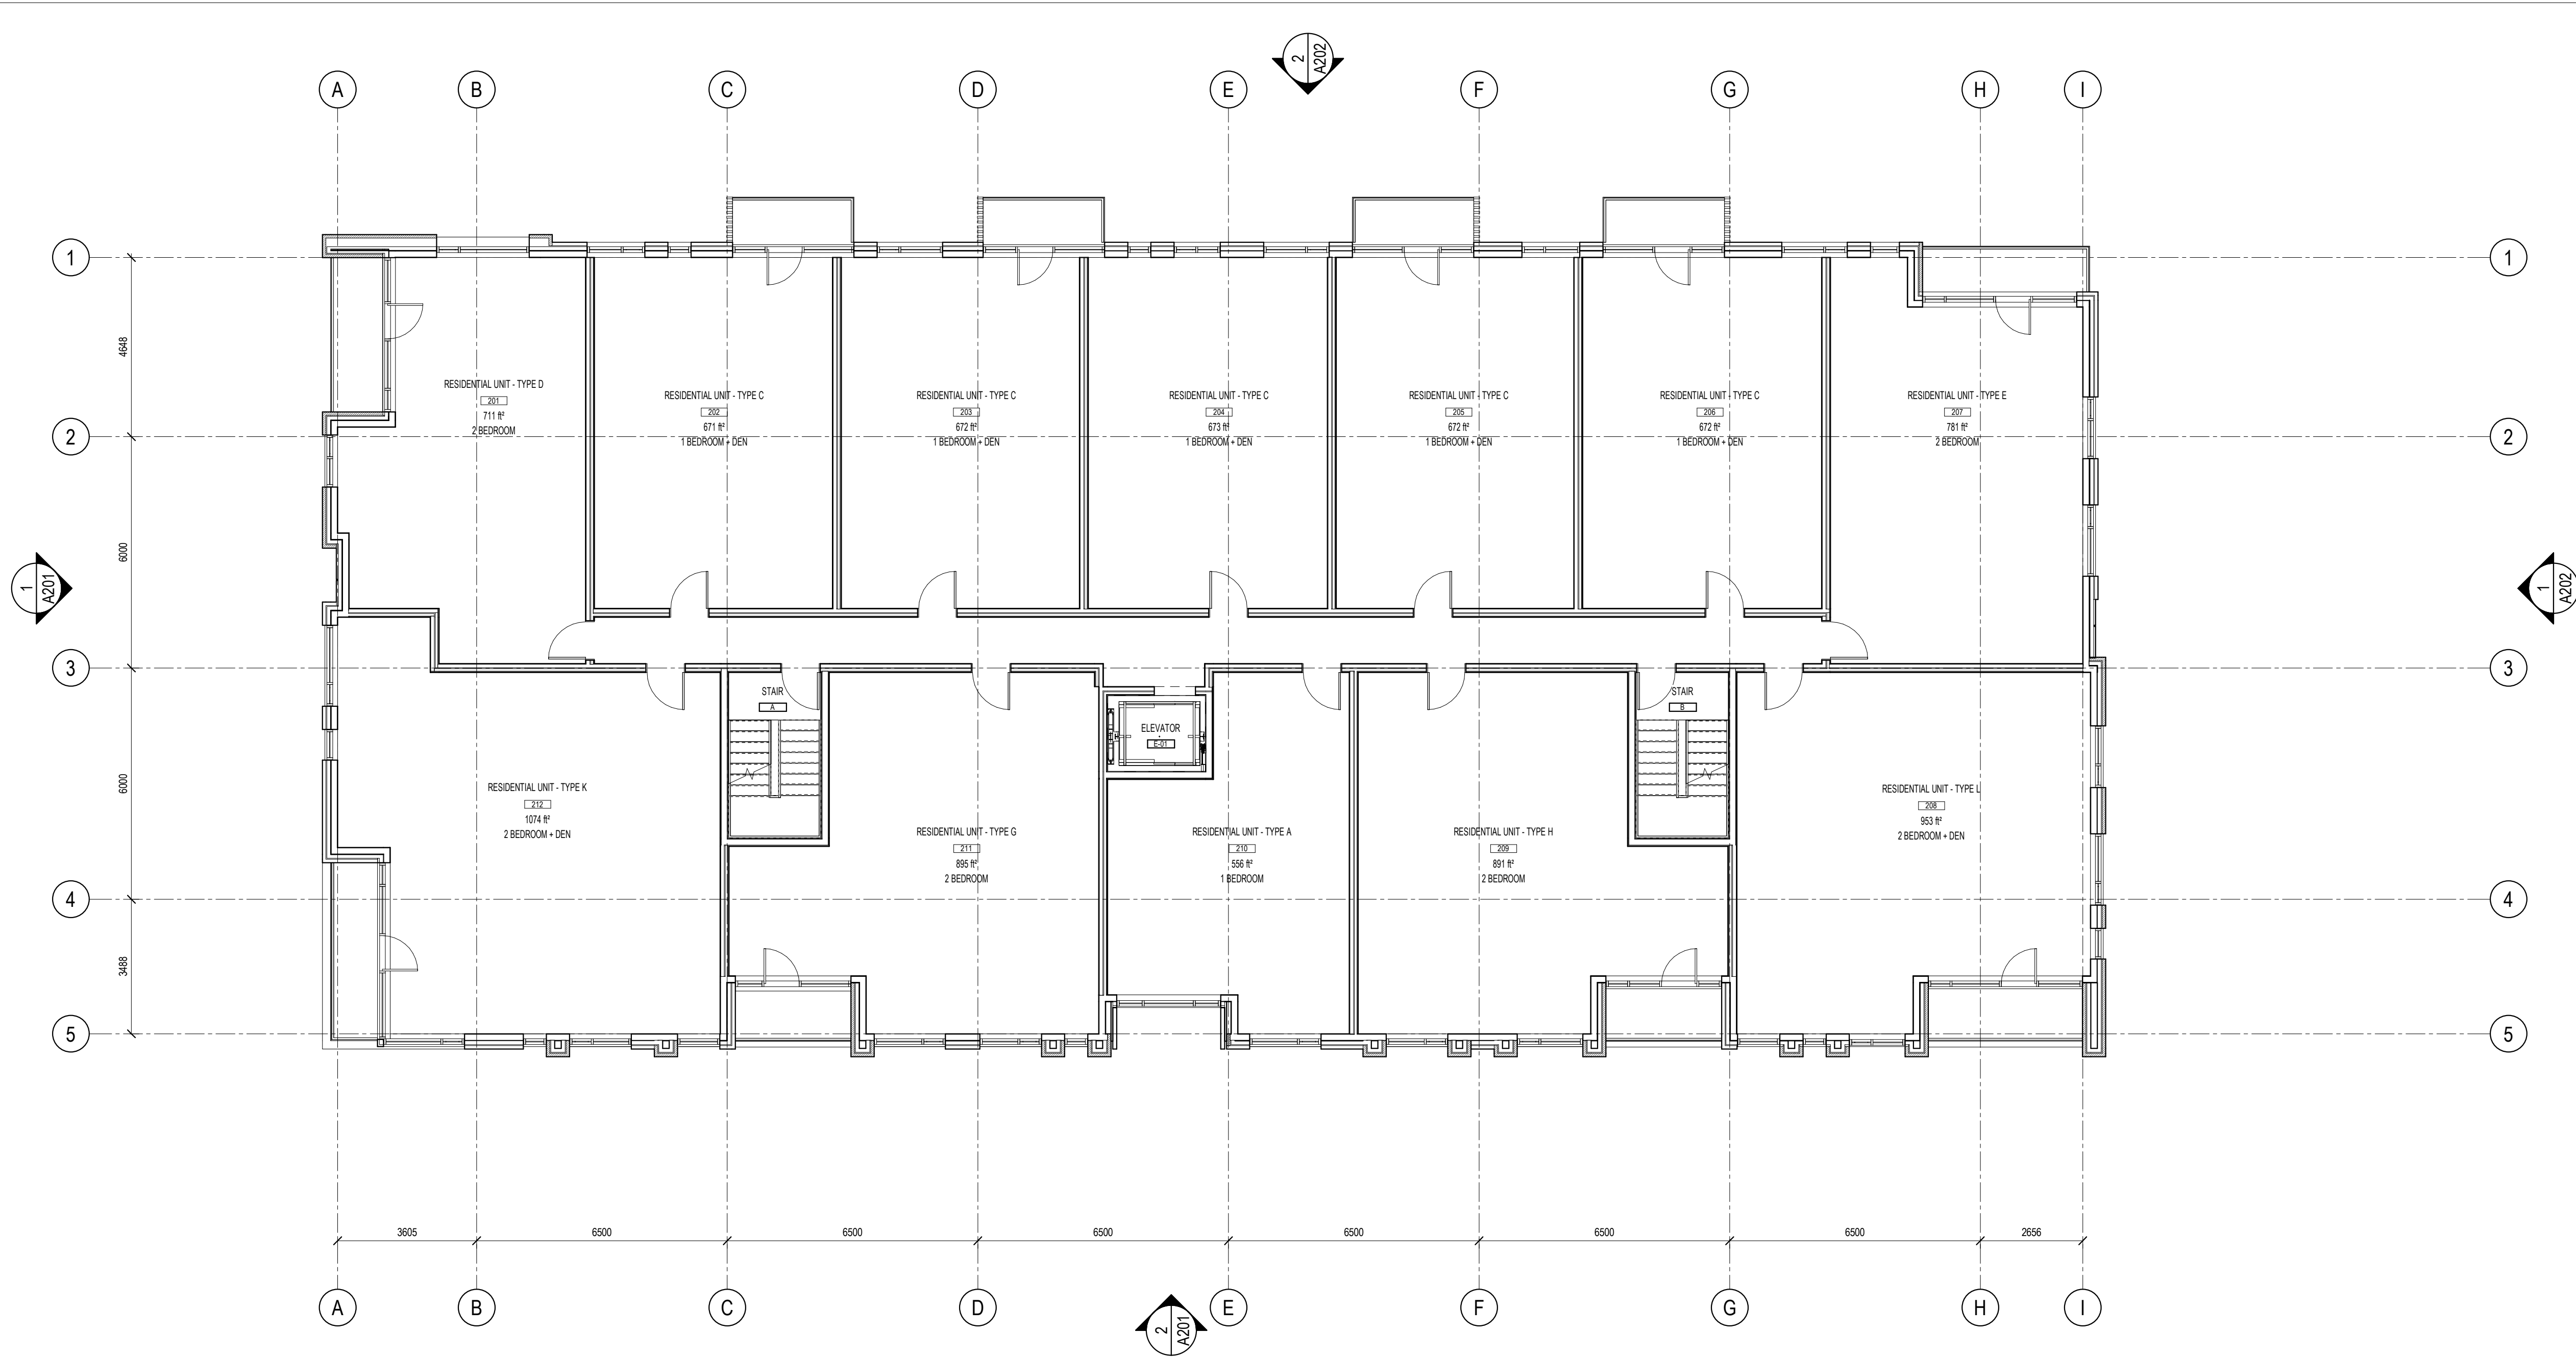 2
A202
A
B
C
D
E
F
G
H
I
1
1
4648
RESIDENTIAL UNIT - TYPE D
201
711 ft²
2 BEDROOM
RESIDENTIAL UNIT - TYPE C
202
671 ft²
1 BEDROOM + DEN
RESIDENTIAL UNIT - TYPE C
203
672 ft²
1 BEDROOM + DEN
RESIDENTIAL UNIT - TYPE C
204
673 ft²
1 BEDROOM + DEN
RESIDENTIAL UNIT - TYPE C
205
672 ft²
1 BEDROOM + DEN
RESIDENTIAL UNIT - TYPE C
206
672 ft²
1 BEDROOM + DEN
RESIDENTIAL UNIT - TYPE E
207
781 ft²
2 BEDROOM
2
2
6000
1
A201
1
A202
3
3
STAIR
A
ELEVATOR
E-01
STAIR
B
6000
RESIDENTIAL UNIT - TYPE K
212
1074 ft²
2 BEDROOM + DEN
RESIDENTIAL UNIT - TYPE G
211
895 ft²
2 BEDROOM
RESIDENTIAL UNIT - TYPE A
210
556 ft²
1 BEDROOM
RESIDENTIAL UNIT - TYPE H
209
891 ft²
2 BEDROOM
RESIDENTIAL UNIT - TYPE L
208
953 ft²
2 BEDROOM + DEN
4
4
3488
5
5
3605
6500
6500
6500
6500
6500
6500
2656
A
B
C
D
E
F
G
H
I
2
A201